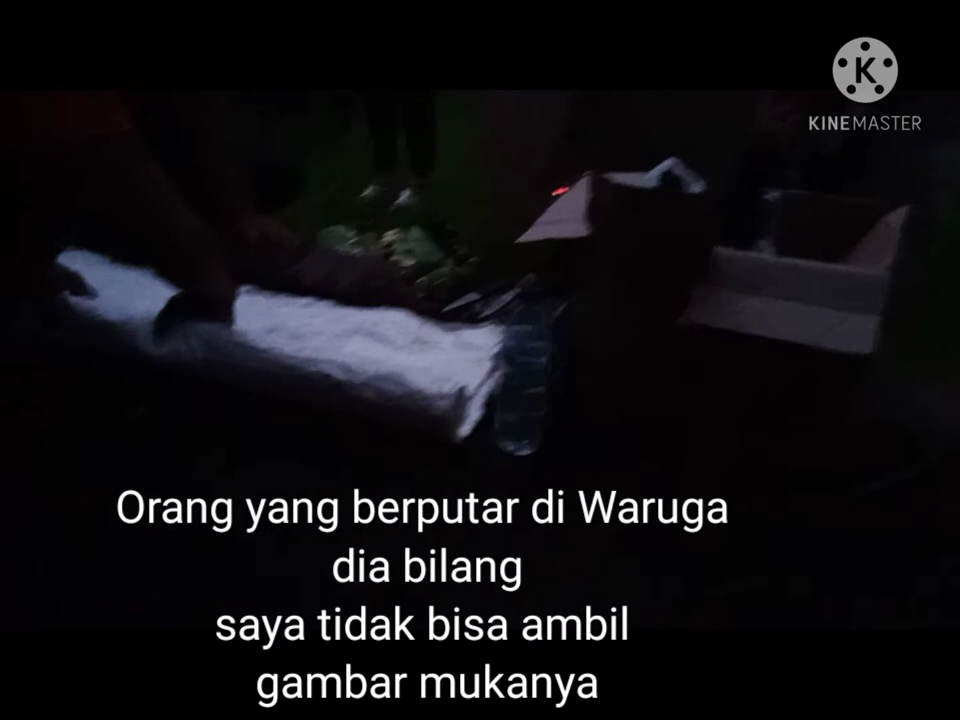 KINEMASTER
Orang yang berputar di Waruga
dia bilang
saya tidak bisa ambil
gambar mukanya